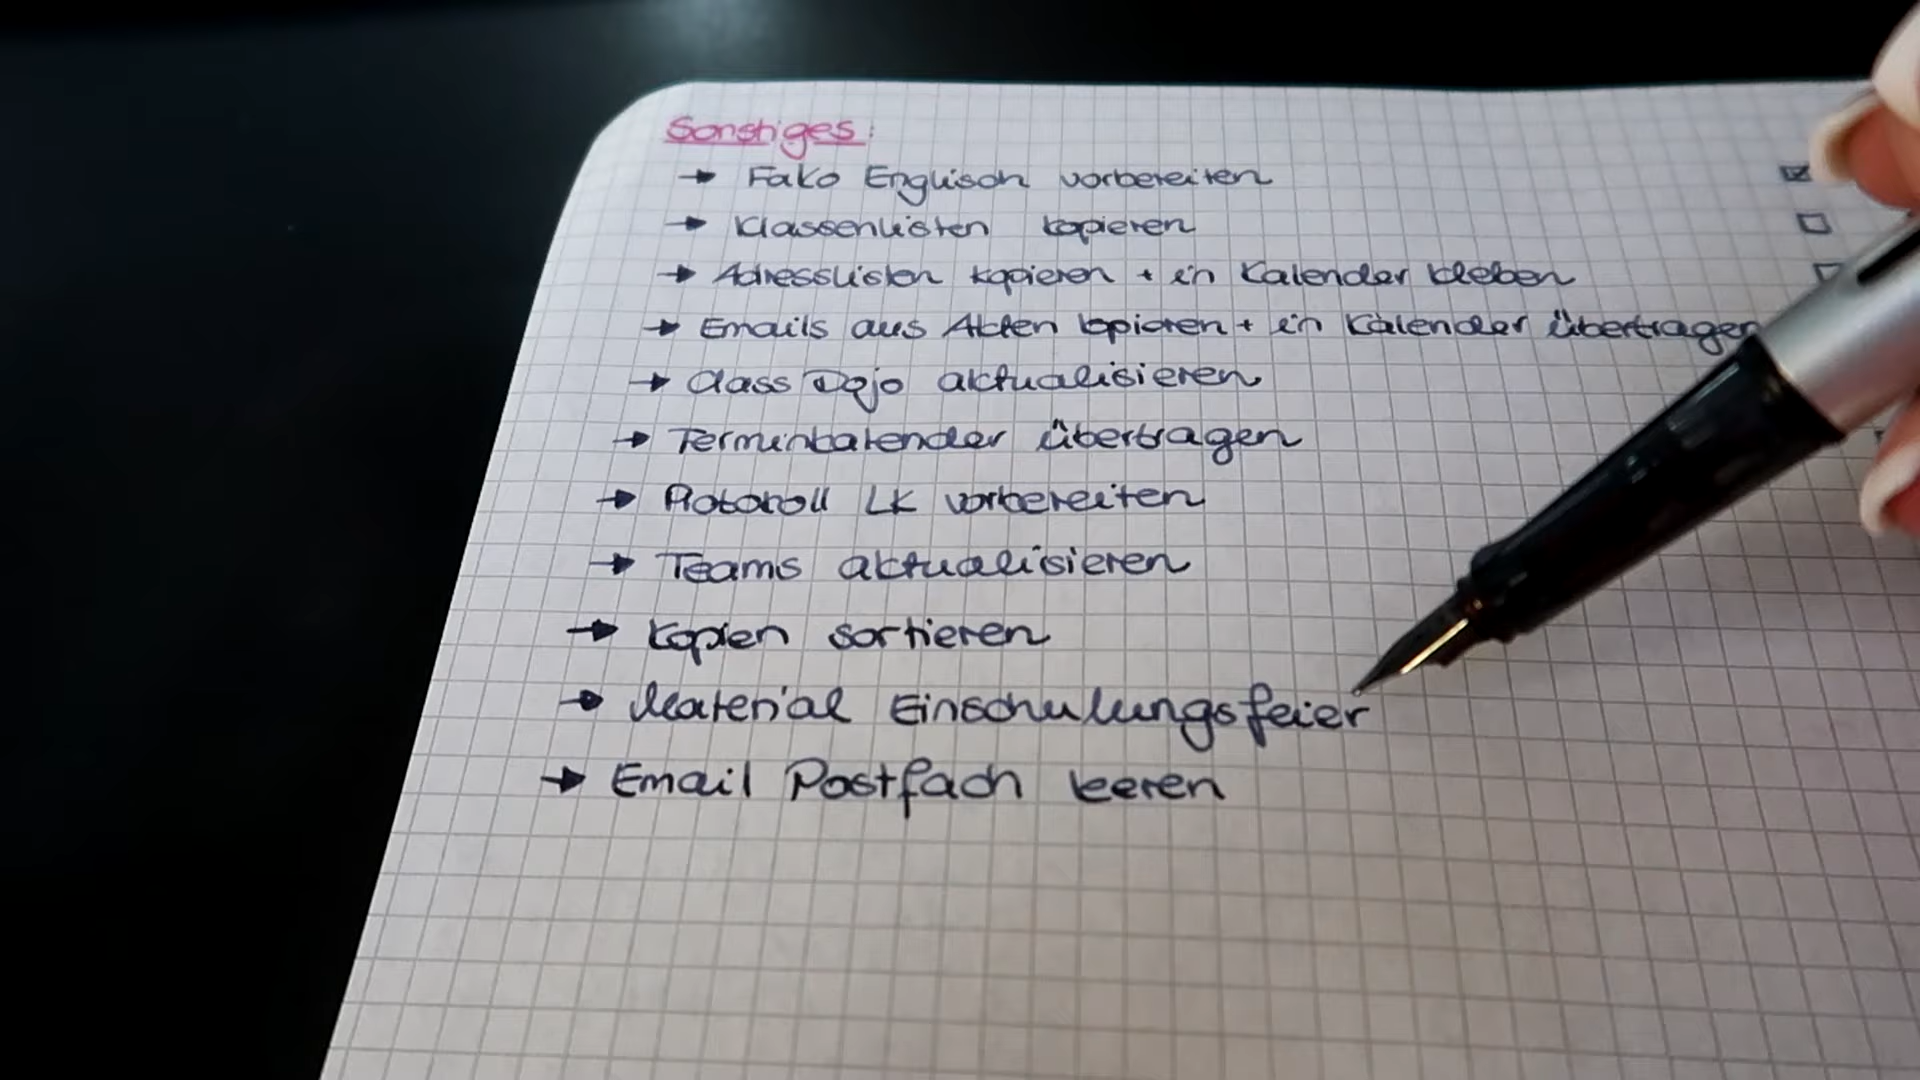 Sonstiges:
→ Fako Englisch vorbereiten
→ Klassenlisten kopieren
→ Adresslisten kopieren + in Kalender kleben
→ Emails aus Akten kopieren + in Kalender übertragen
→ Class Dojo aktualisieren
→ Terminkalender übertragen
→ Protokoll LK vorbereiten
→ Teams aktualisieren
→ Kopien sortieren
→ Material Einschulungsfeier
→ Email Postfach leeren